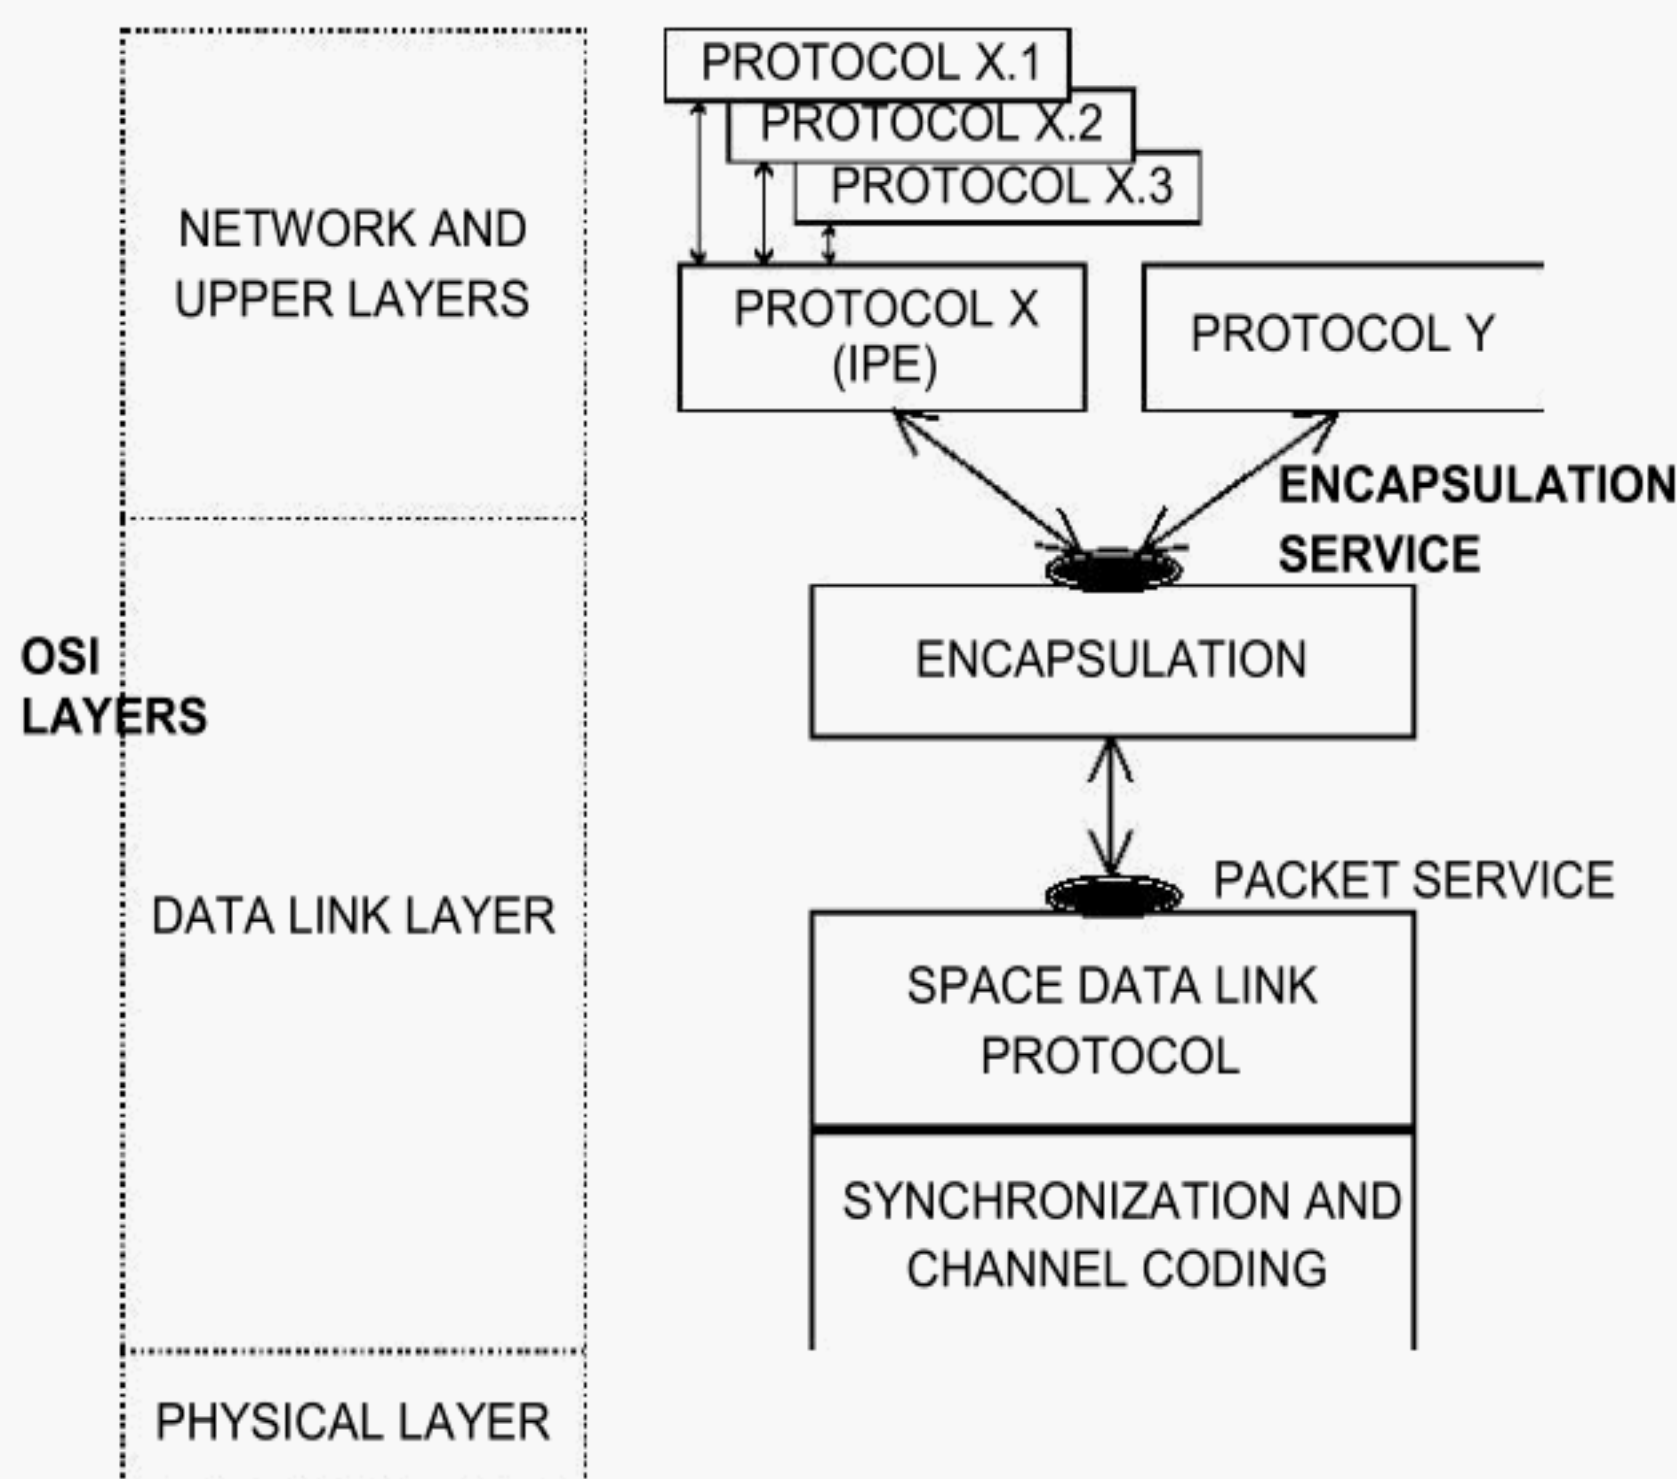 PROTOCOL X.1
PROTOCOL X.2
PROTOCOL X.3
NETWORK AND
UPPER LAYERS
PROTOCOL X
(IPE)
PROTOCOL Y
ENCAPSULATION
SERVICE
OSI
LAYERS
ENCAPSULATION
DATA LINK LAYER
PACKET SERVICE
SPACE DATA LINK
PROTOCOL
SYNCHRONIZATION AND
CHANNEL CODING
PHYSICAL LAYER